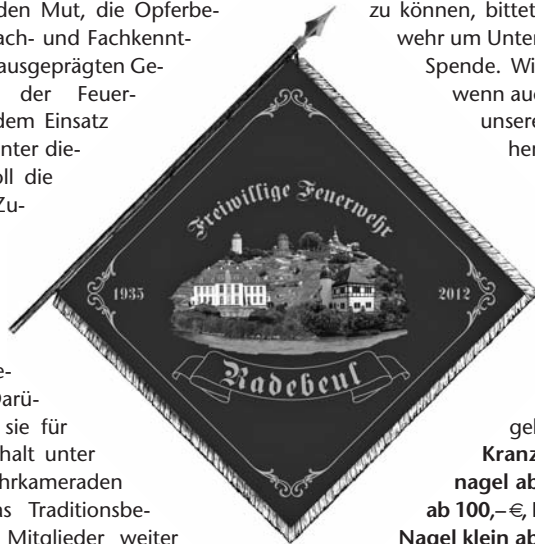 den Mut, die Opferbe-
ach- und Fachkennt-
ausgeprägten Ge-
der Feuer-
dem Einsatz
nter die-
oll die
Zu-
e-
Darü-
sie für
halt unter
hrkameraden
as Traditionsbe-
Mitglieder weiter
Freiwillige Feuerwehr
1935
2012
Radebeul
zu können, bittet
wehr um Unter
Spende. Wi
wenn auc
unsere
her
gel
Kranz
nagel ab
ab 100,–€,
Nagel klein ab